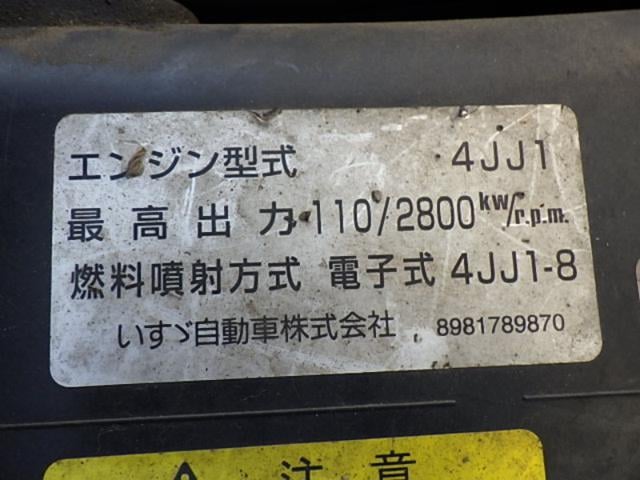 エンジン型式 4JJ1
最高出力 110/2800 kw/r.p.m.
燃料噴射方式 電子式 4JJ1-8
いすゞ自動車株式会社 8981789870
注意